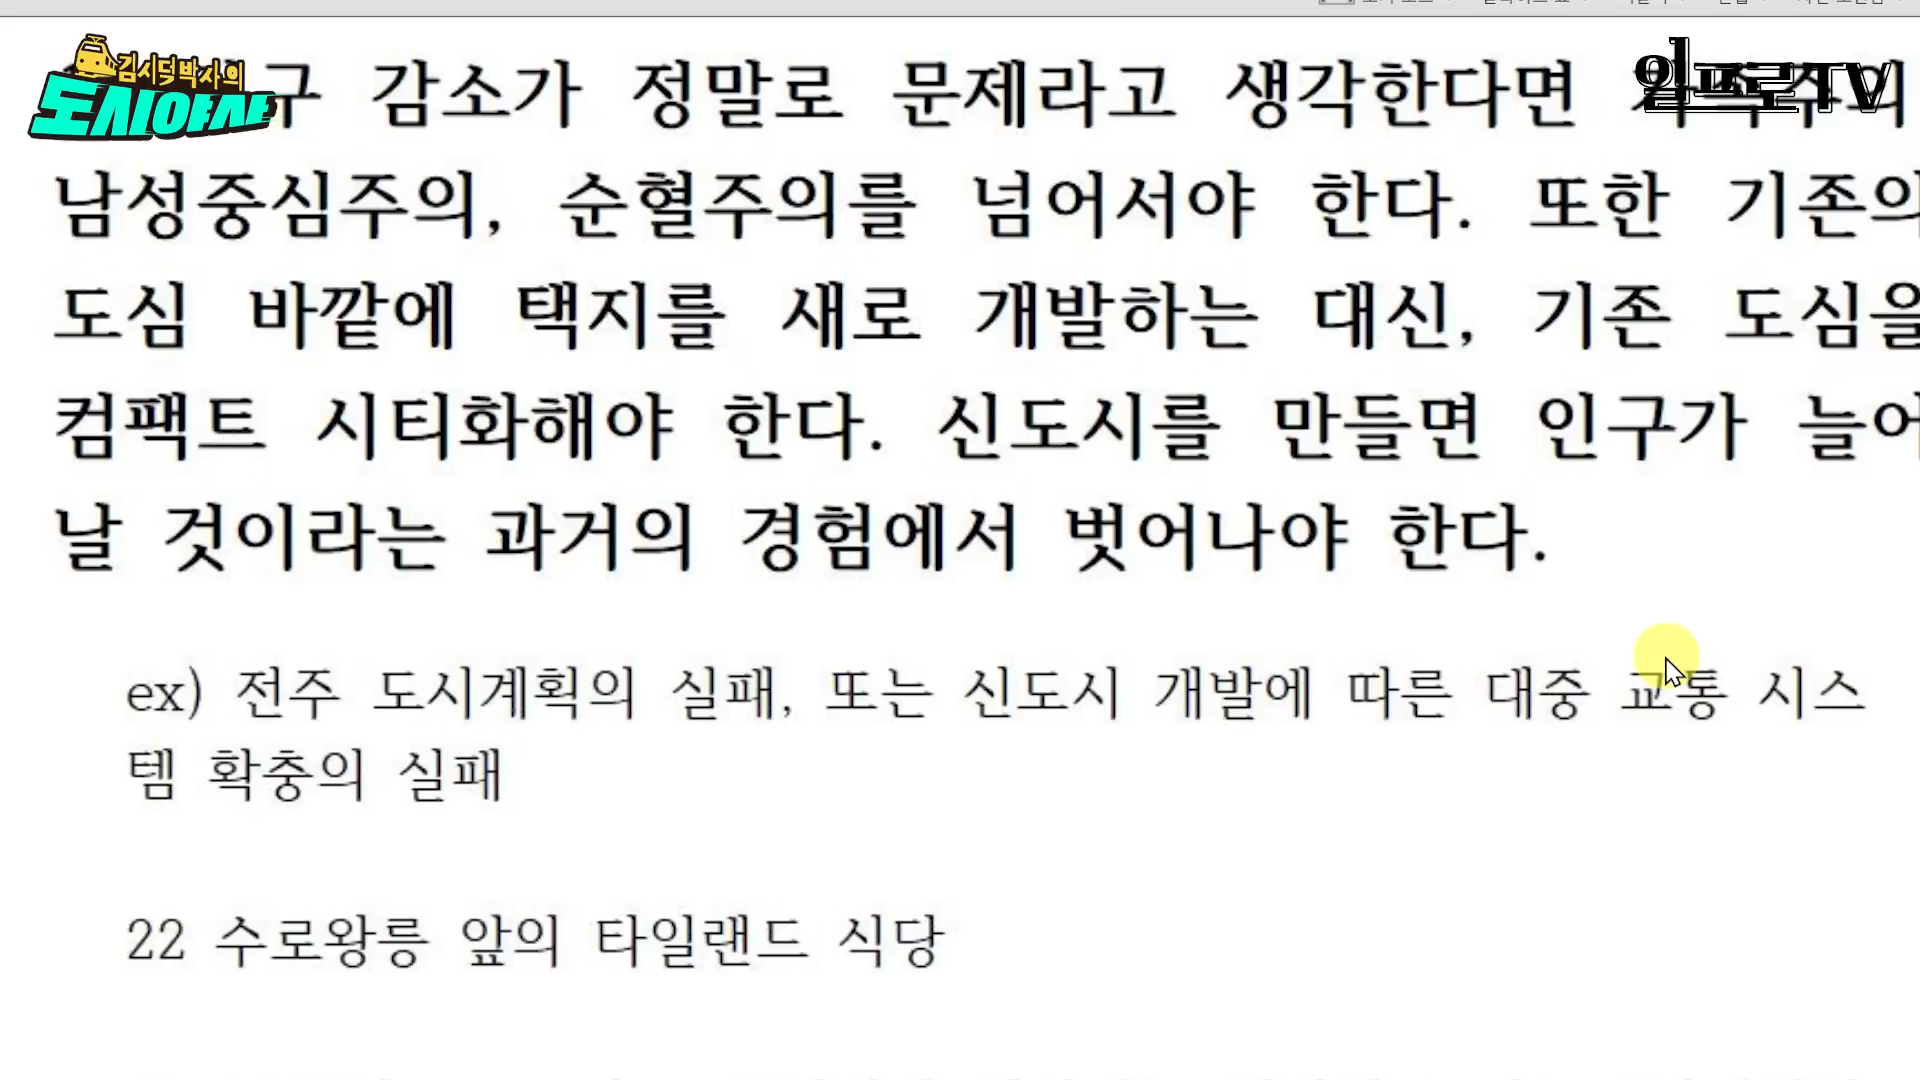 김시덕박사의
도시야사
일프로TV
구 감소가 정말로 문제라고 생각한다면
남성중심주의, 순혈주의를 넘어서야 한다. 또한 기존의
도심 바깥에 택지를 새로 개발하는 대신, 기존 도심을
컴팩트 시티화해야 한다. 신도시를 만들면 인구가 늘어
날 것이라는 과거의 경험에서 벗어나야 한다.
ex) 전주 도시계획의 실패, 또는 신도시 개발에 따른 대중 교통 시스
템 확충의 실패
22 수로왕릉 앞의 타일랜드 식당